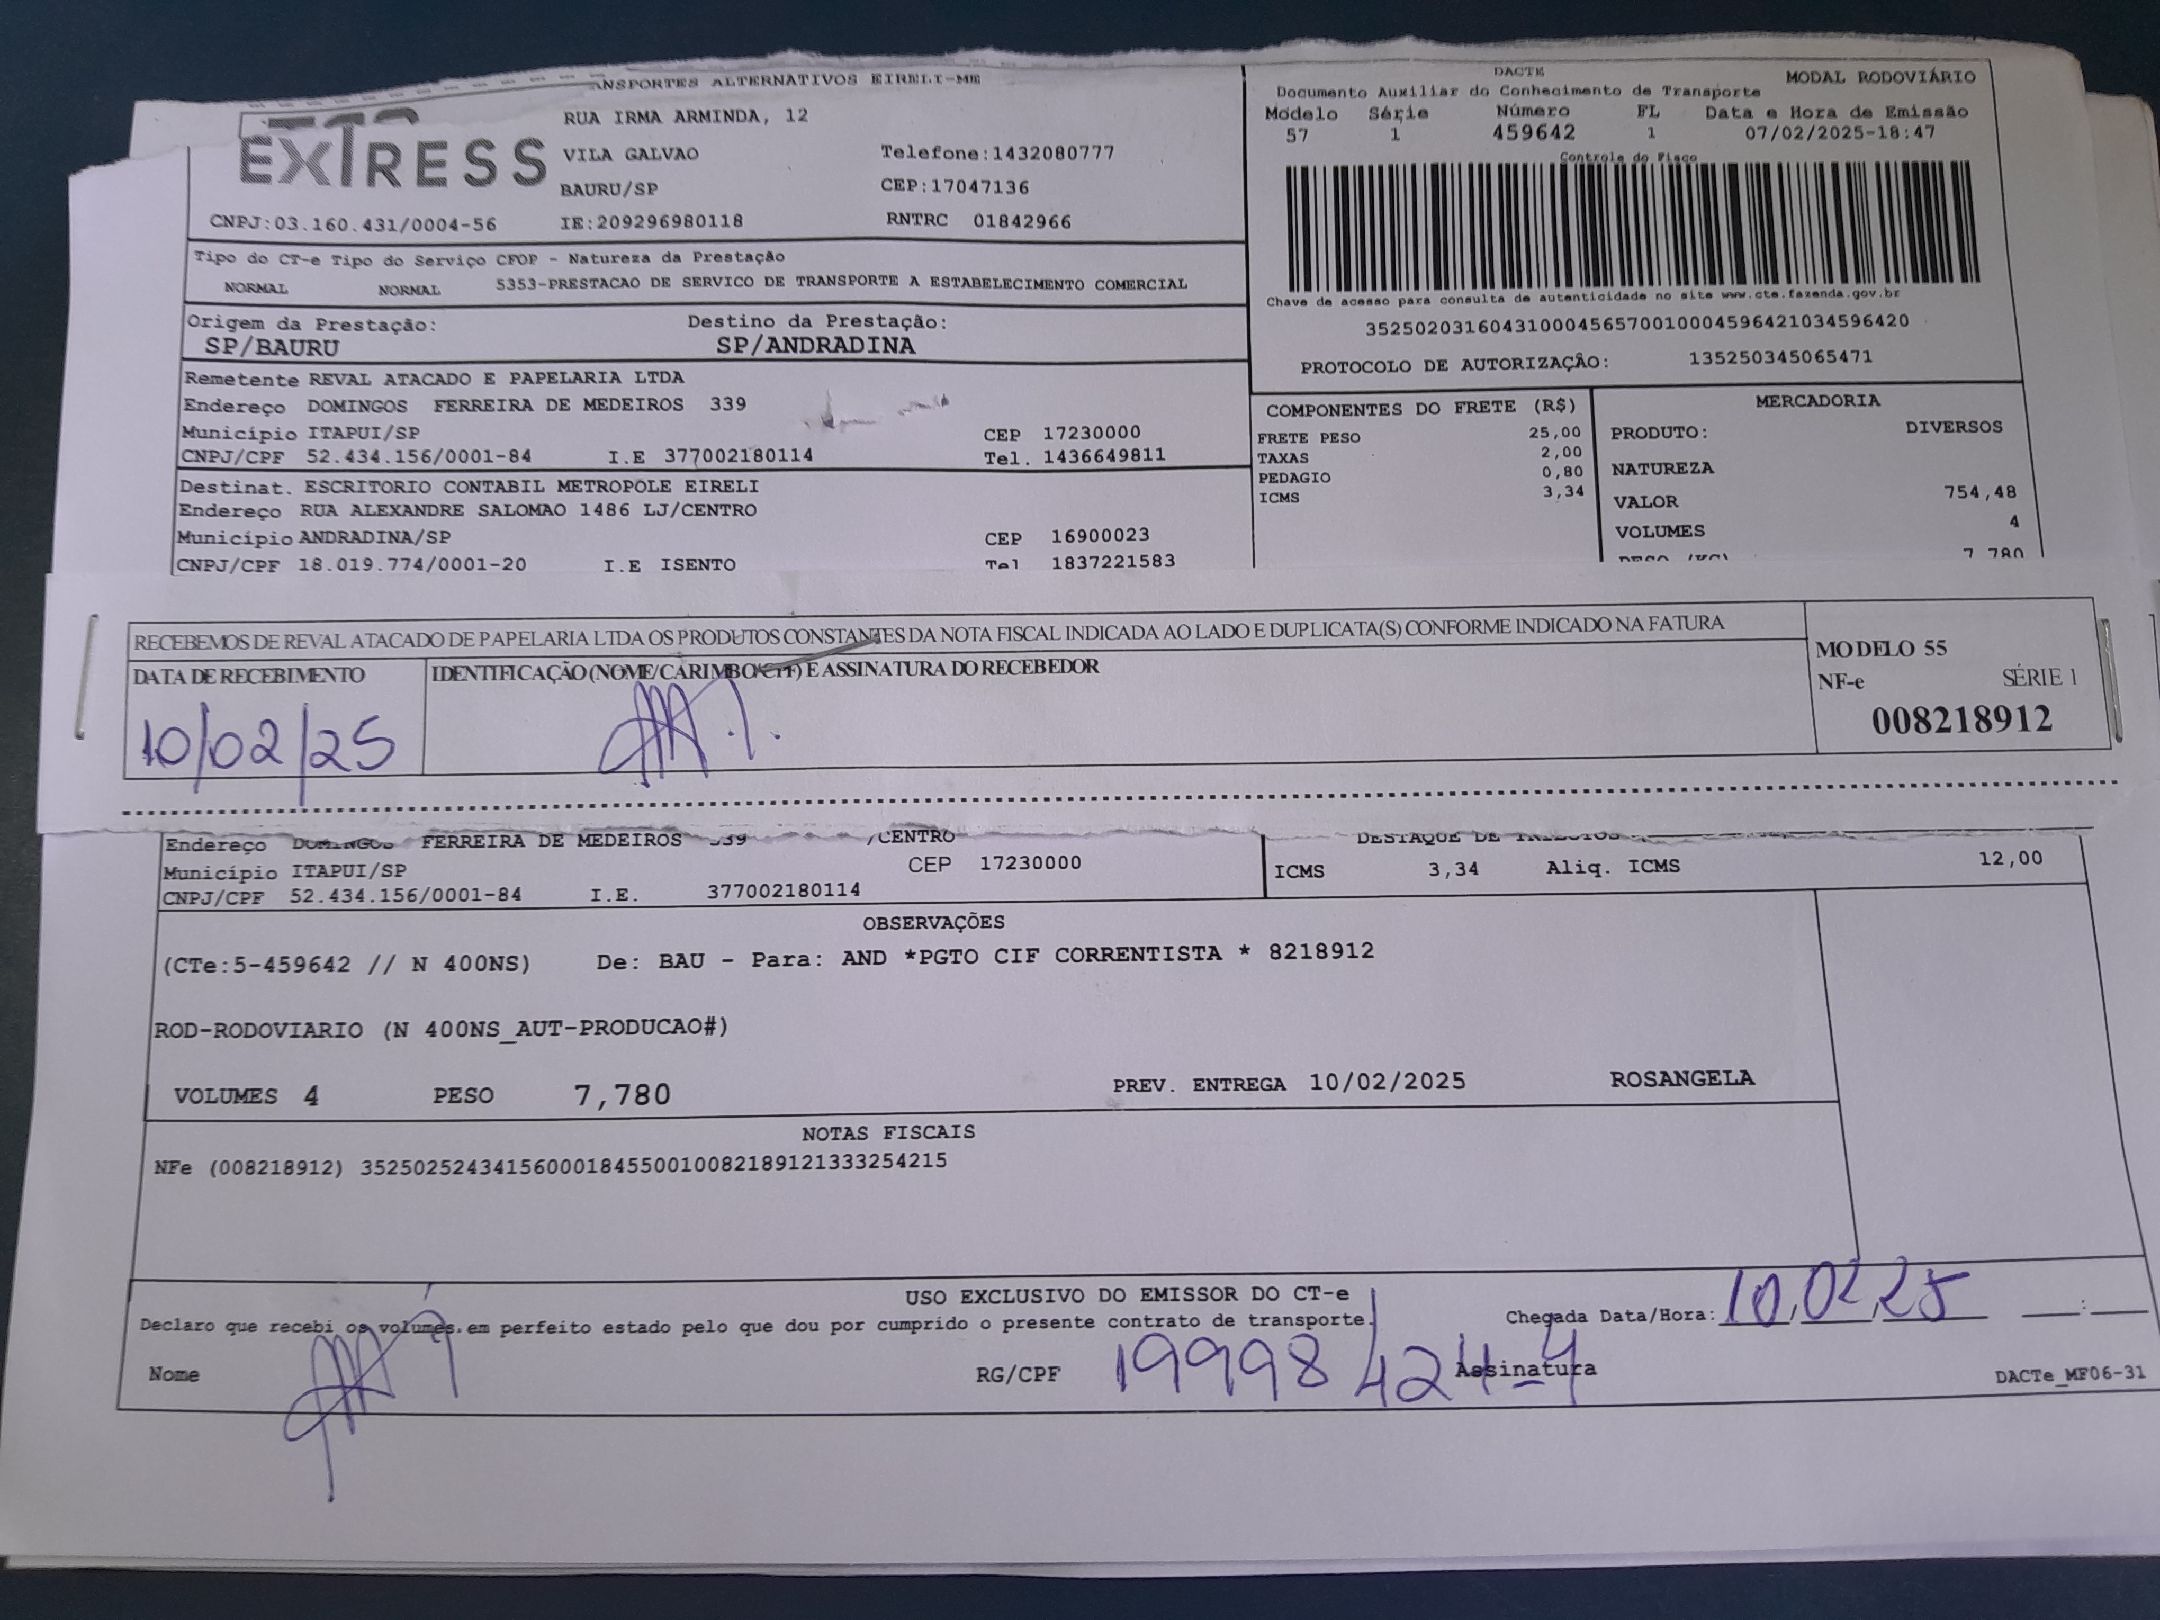 ANSPORTES ALTERNATIVOS EIRELI-ME
EXTRESS
RUA IRMA ARMINDA, 12
VILA GALVAO Telefone:1432080777
BAURU/SP CEP:17047136
CNPJ:03.160.431/0004-56 IE:209296980118 RNTRC 01842966
DACTE MODAL RODOVIÁRIO
Documento Auxiliar do Conhecimento de Transporte
Modelo Série Número FL Data e Hora de Emissão
57 1 459642 1 07/02/2025-18:47
Controle do Fisco
Chave de acesso para consulta de autenticidade no site www.cte.fazenda.gov.br
35250203160431000456570010004596421034596420
PROTOCOLO DE AUTORIZAÇÃO: 135250345065471
Tipo do CT-e Tipo do Serviço CFOP - Natureza da Prestação
NORMAL NORMAL 5353-PRESTACAO DE SERVICO DE TRANSPORTE A ESTABELECIMENTO COMERCIAL
Origem da Prestação: Destino da Prestação:
SP/BAURU SP/ANDRADINA
Remetente REVAL ATACADO E PAPELARIA LTDA
Endereço DOMINGOS FERREIRA DE MEDEIROS 339
Município ITAPUI/SP CEP 17230000
CNPJ/CPF 52.434.156/0001-84 I.E 377002180114 Tel. 1436649811
Destinat. ESCRITORIO CONTABIL METROPOLE EIRELI
Endereço RUA ALEXANDRE SALOMAO 1486 LJ/CENTRO
Município ANDRADINA/SP CEP 16900023
CNPJ/CPF 18.019.774/0001-20 I.E ISENTO Tel 1837221583
COMPONENTES DO FRETE (R$)
FRETE PESO 25,00
TAXAS 2,00
PEDAGIO 0,80
ICMS 3,34
MERCADORIA
PRODUTO: DIVERSOS
NATUREZA
VALOR 754,48
VOLUMES 4
PESO (KG) 7,780
RECEBEMOS DE REVAL ATACADO DE PAPELARIA LTDA OS PRODUTOS CONSTANTES DA NOTA FISCAL INDICADA AO LADO E DUPLICATA(S) CONFORME INDICADO NA FATURA
DATA DE RECEBIMENTO IDENTIFICAÇÃO (NOME/CARIMBO/CPF) E ASSINATURA DO RECEBEDOR
10/02/25
MODELO 55
NF-e SÉRIE 1
008218912
Endereço DOMINGOS FERREIRA DE MEDEIROS 339 /CENTRO
Município ITAPUI/SP CEP 17230000
CNPJ/CPF 52.434.156/0001-84 I.E. 377002180114
DESTAQUE DE TRIBUTOS
ICMS 3,34 Aliq. ICMS 12,00
OBSERVAÇÕES
(CTe:5-459642 // N 400NS) De: BAU - Para: AND *PGTO CIF CORRENTISTA * 8218912
ROD-RODOVIARIO (N 400NS_AUT-PRODUCAO#)
VOLUMES 4 PESO 7,780 PREV. ENTREGA 10/02/2025 ROSANGELA
NOTAS FISCAIS
NFe (008218912) 35250252434156000184550010082189121333254215
USO EXCLUSIVO DO EMISSOR DO CT-e
Declaro que recebi os volumes em perfeito estado pelo que dou por cumprido o presente contrato de transporte.
Chegada Data/Hora: 10,02,25 :
Nome RG/CPF 19998424-4 Assinatura DACTe_MF06-31